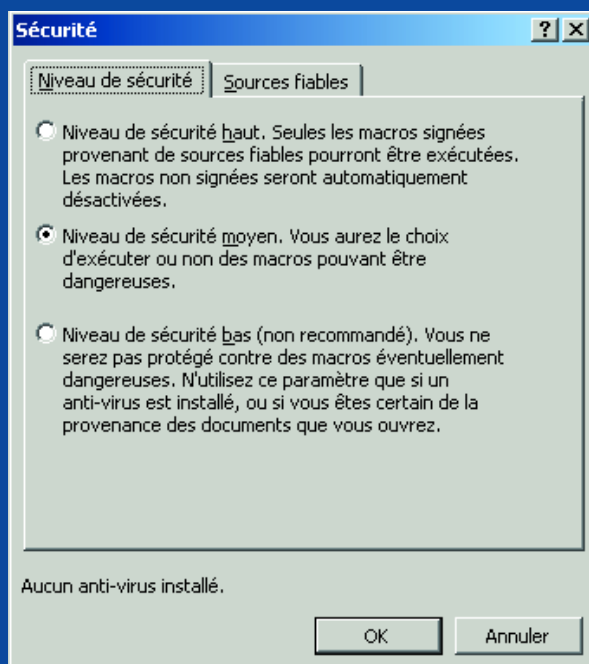 Sécurité
Niveau de sécurité
Sources fiables
Niveau de sécurité haut. Seules les macros signées
provenant de sources fiables pourront être exécutées.
Les macros non signées seront automatiquement
désactivées.
Niveau de sécurité moyen. Vous aurez le choix
d'exécuter ou non des macros pouvant être
dangereuses.
Niveau de sécurité bas (non recommandé). Vous ne
serez pas protégé contre des macros éventuellement
dangereuses. N'utilisez ce paramètre que si un
anti-virus est installé, ou si vous êtes certain de la
provenance des documents que vous ouvrez.
Aucun anti-virus installé.
OK
Annuler